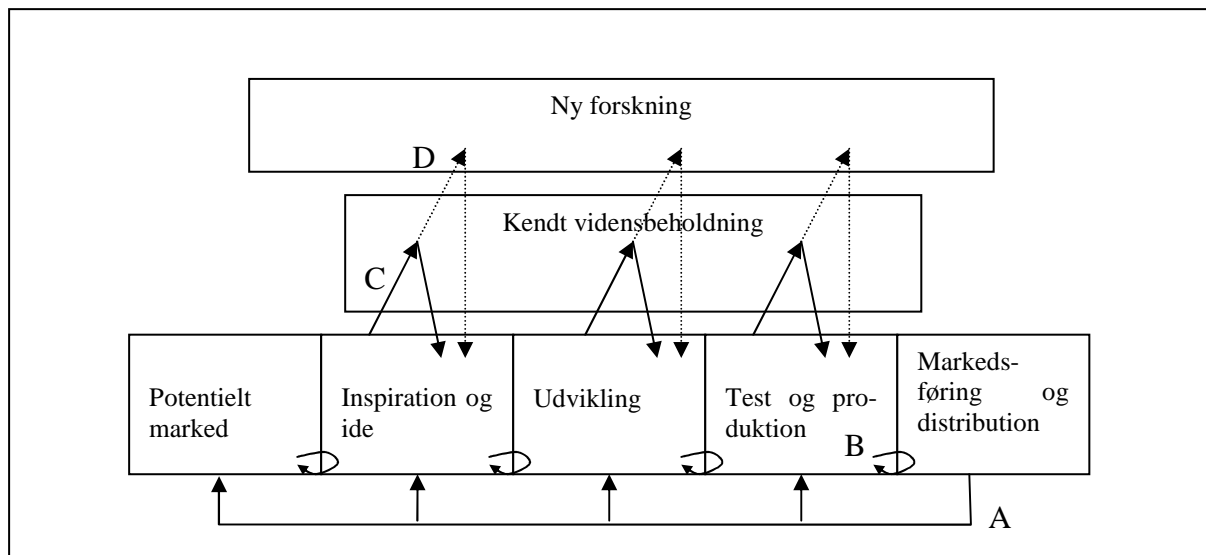 Ny forskning
D
Kendt vidensbeholdning
C
Potentielt
marked
Inspiration og
ide
Udvikling
Test og pro-
duktion
B
Markeds-
føring og
distribution
A